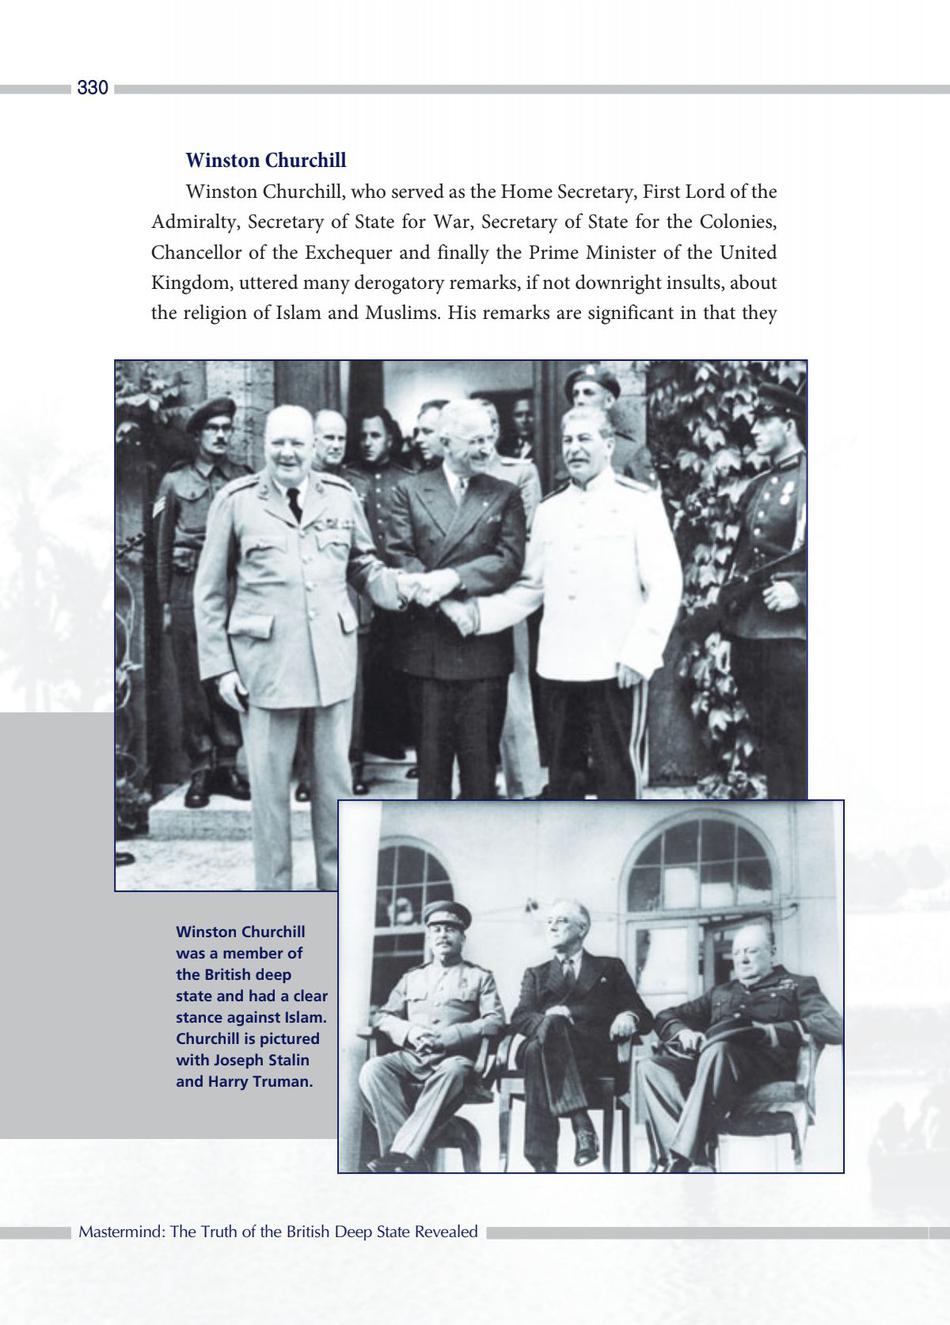 330
Winston Churchill
Winston Churchill, who served as the Home Secretary, First Lord of the
Admiralty, Secretary of State for War, Secretary of State for the Colonies,
Chancellor of the Exchequer and finally the Prime Minister of the United
Kingdom, uttered many derogatory remarks, if not downright insults, about
the religion of Islam and Muslims. His remarks are significant in that they
Winston Churchill
was a member of
the British deep
state and had a clear
stance against Islam.
Churchill is pictured
with Joseph Stalin
and Harry Truman.
Mastermind: The Truth of the British Deep State Revealed